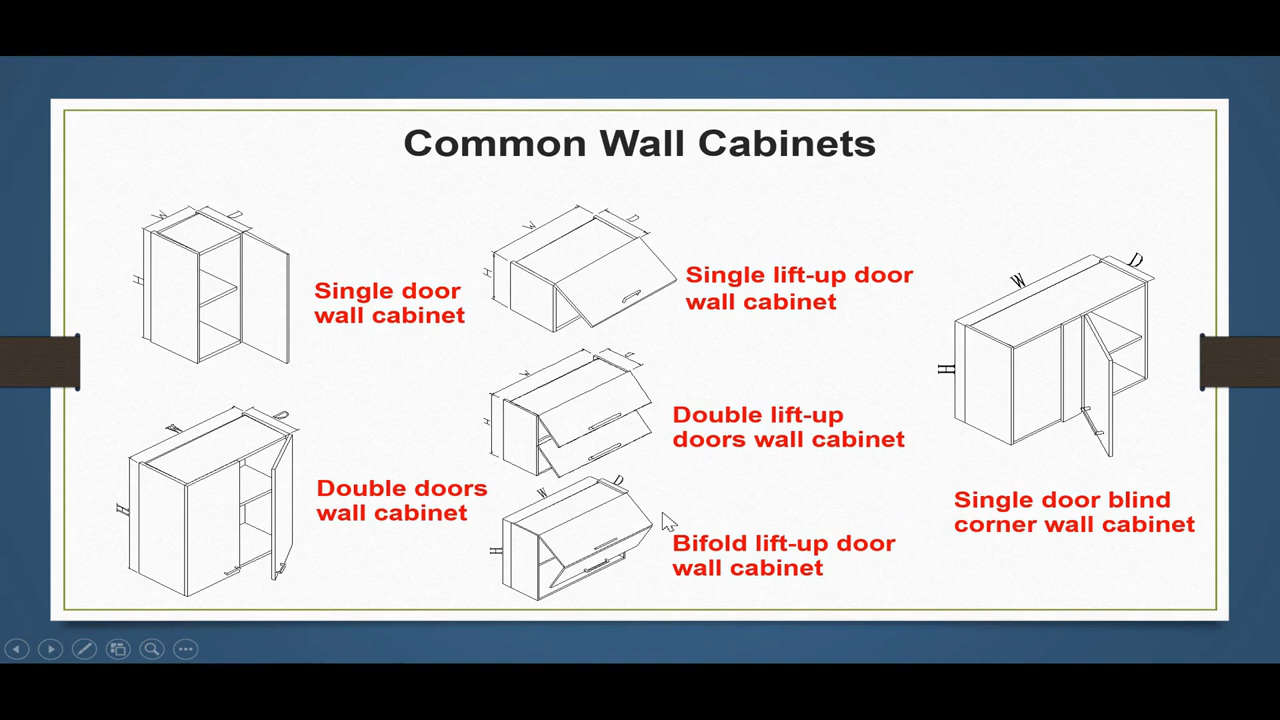 Common Wall Cabinets
W
D
H
Single door
wall cabinet
W
D
H
Double doors
wall cabinet
W
D
H
Single lift-up door
wall cabinet
W
D
H
Double lift-up
doors wall cabinet
W
D
H
Bifold lift-up door
wall cabinet
W
D
H
Single door blind
corner wall cabinet